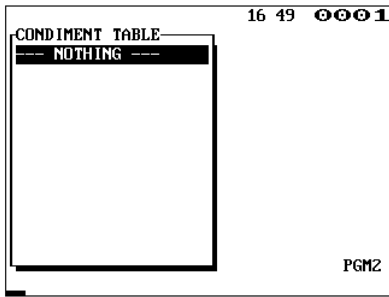 16 49 0001
CONDIMENT TABLE
--- NOTHING ---
PGM2